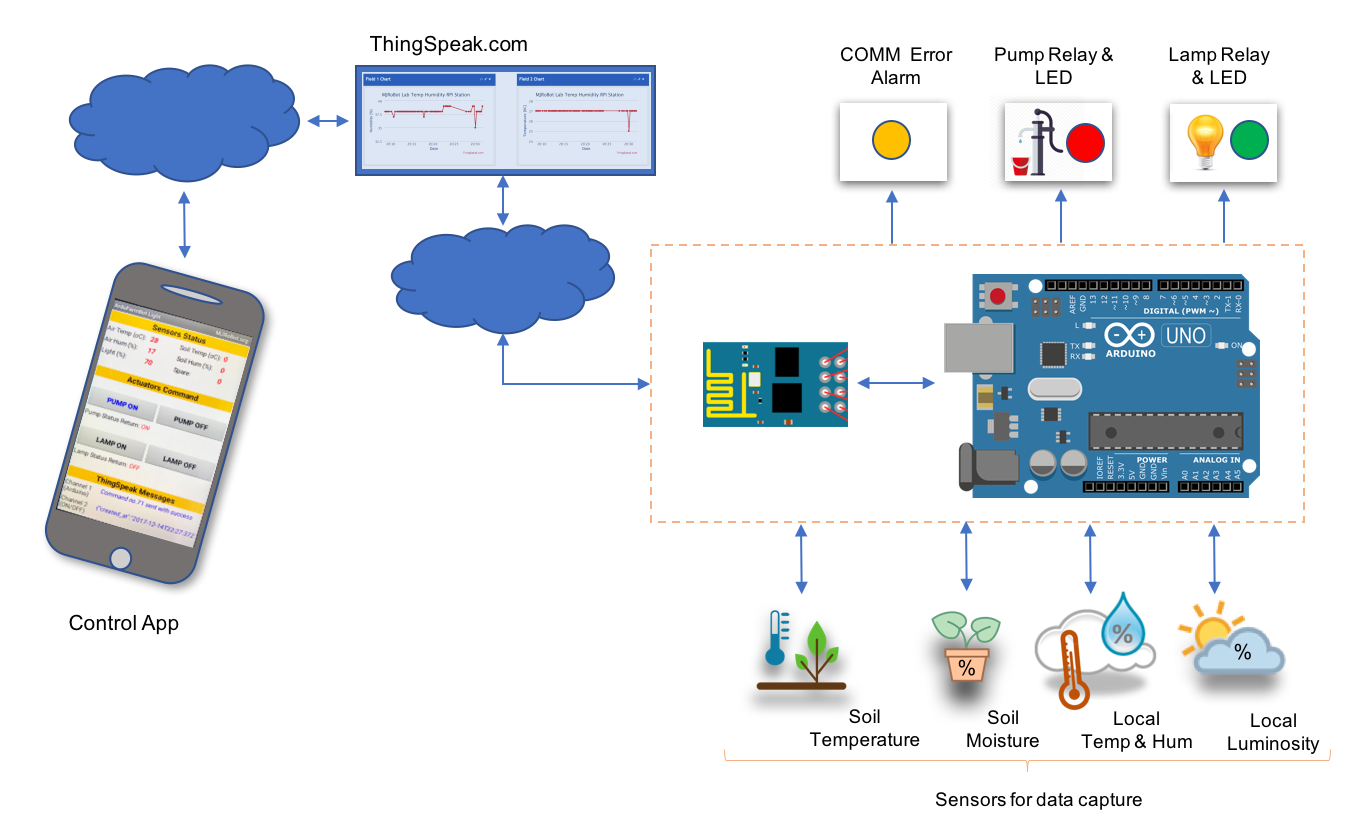 ThingSpeak.com
Field 1 Chart
Field 2 Chart
MJRoBot Lab Temp Humidity RPI Station
MJRoBot Lab Temp Humidity RPI Station
Date
Date
ThingSpeak.com
ThingSpeak.com
COMM Error
Alarm
Pump Relay &
LED
Lamp Relay
& LED
ArduFarmBot Light
MJRoBot.org
Sensors Status
Air Temp (oC): 28
Soil Temp (oC): 0
Air Hum (%): 17
Soil Hum (%): 0
Light (%): 70
Spare: 0
Actuators Command
PUMP ON
PUMP OFF
Pump Status Return: ON
LAMP ON
LAMP OFF
Lamp Status Return: OFF
ThingSpeak Messages
Channel 1
(Arduino)
Command no.71 sent with success
Channel 2
(ON/OFF)
Control App
AREF
GND
13
12
~11
~10
~9
8
7
~6
~5
4
~3
2
TX-1
RX-0
DIGITAL (PWM ~)
L
TX
RX
ARDUINO
UNO
ON
POWER
ANALOG IN
IOREF
RESET
3.3V
5V
GND
GND
Vin
A0
A1
A2
A3
A4
A5
%
%
%
Soil
Temperature
Soil
Moisture
Local
Temp & Hum
Local
Luminosity
Sensors for data capture